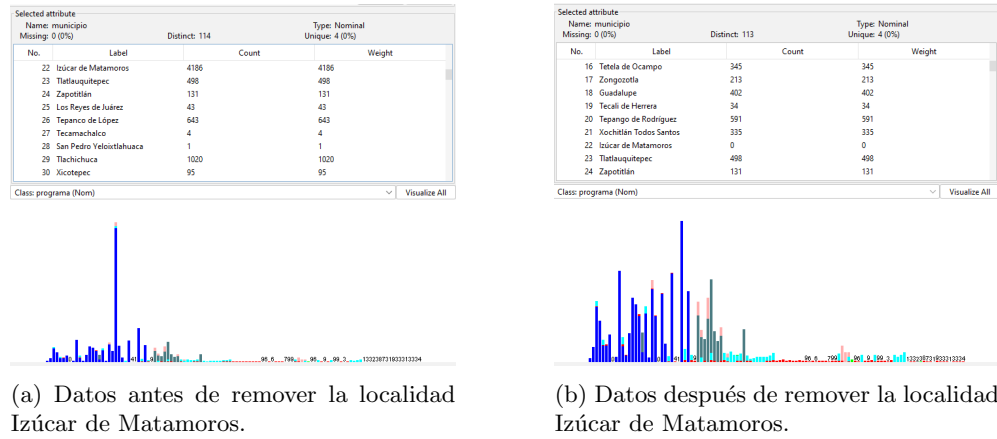 Selected attribute
Name: municipio Type: Nominal
Missing: 0 (0%) Distinct: 114 Unique: 4 (0%)
No. Label Count Weight
22 Izúcar de Matamoros 4186 4186
23 Tlatlauquitepec 498 498
24 Zapotitlán 131 131
25 Los Reyes de Juárez 43 43
26 Tepanco de López 643 643
27 Tecamachalco 4 4
28 San Pedro Yeloixtlahuaca 1 1
29 Tlachichuca 1020 1020
30 Xicotepec 95 95
Class: programa (Nom) Visualize All
(a) Datos antes de remover la localidad
Izúcar de Matamoros.
Selected attribute
Name: municipio Type: Nominal
Missing: 0 (0%) Distinct: 113 Unique: 4 (0%)
No. Label Count Weight
16 Tetela de Ocampo 345 345
17 Zongozotla 213 213
18 Guadalupe 402 402
19 Tecali de Herrera 34 34
20 Tepango de Rodríguez 591 591
21 Xochitlán Todos Santos 335 335
22 Izúcar de Matamoros 0 0
23 Tlatlauquitepec 498 498
24 Zapotitlán 131 131
Class: programa (Nom) Visualize All
(b) Datos después de remover la localidad
Izúcar de Matamoros.